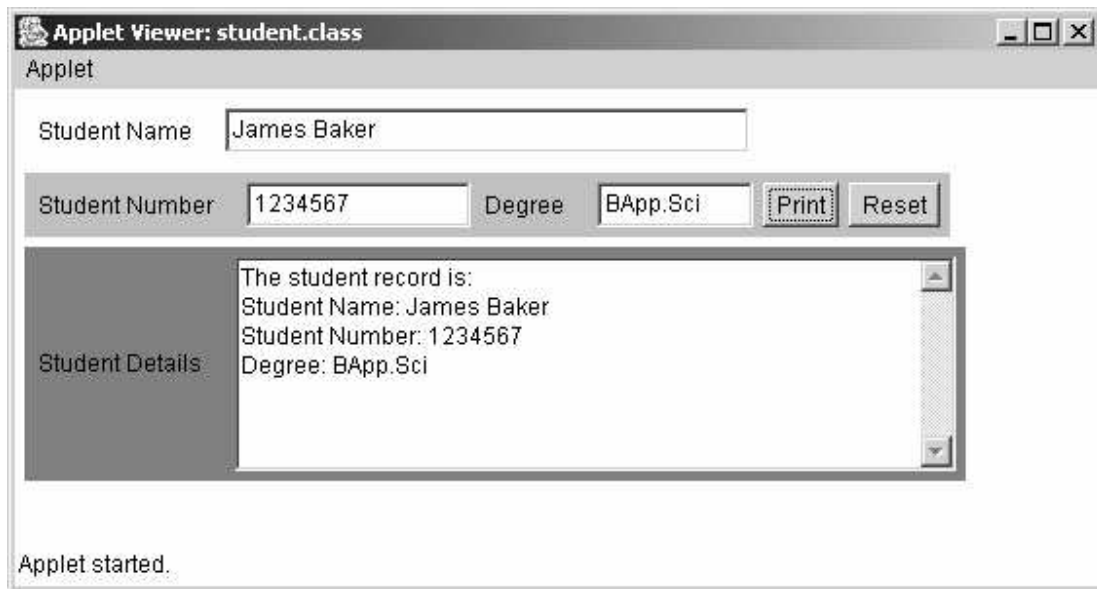 Applet Viewer: student.class
Applet
Student Name James Baker
Student Number 1234567 Degree BApp.Sci Print Reset
Student Details
The student record is:
Student Name: James Baker
Student Number: 1234567
Degree: BApp.Sci
Applet started.